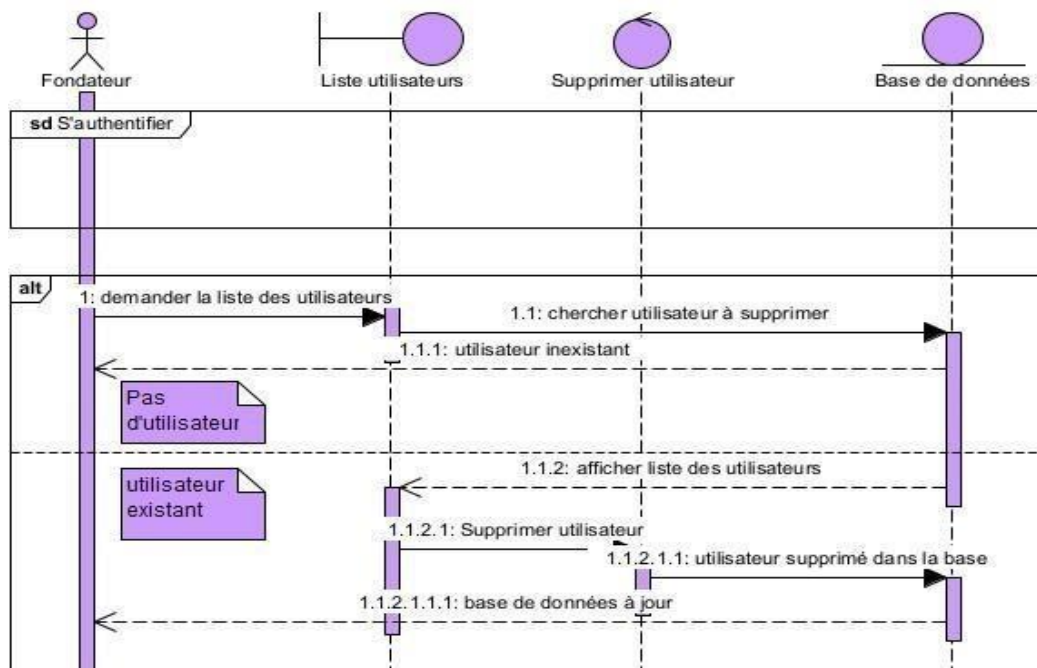 Fondateur
Liste utilisateurs
Supprimer utilisateur
Base de données
sd S'authentifier
alt
1: demander la liste des utilisateurs
1.1: chercher utilisateur à supprimer
1.1.1: utilisateur inexistant
Pas
d'utilisateur
1.1.2: afficher liste des utilisateurs
utilisateur
existant
1.1.2.1: Supprimer utilisateur
1.1.2.1.1: utilisateur supprimé dans la base
1.1.2.1.1.1: base de données à jour